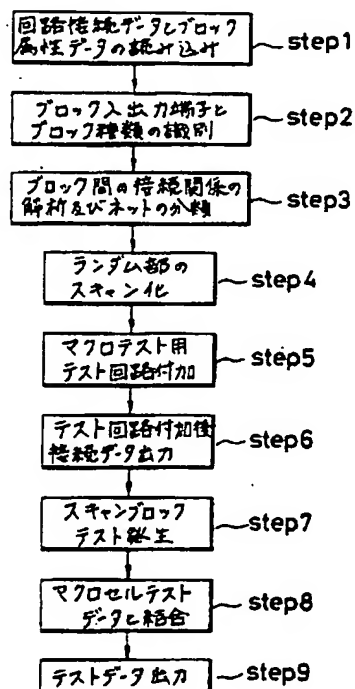 回路接続データとブロック
属性データの読み込み
step1
ブロック入出力端子と
ブロック種類の識別
step2
ブロック間の接続関係の
解析及びネットの分類
step3
ランダム部の
スキャン化
step4
マクロテスト用
テスト回路付加
step5
テスト回路付加後
接続データ出力
step6
スキャンブロック
テスト発生
step7
マクロセルテスト
データと結合
step8
テストデータ出力
step9